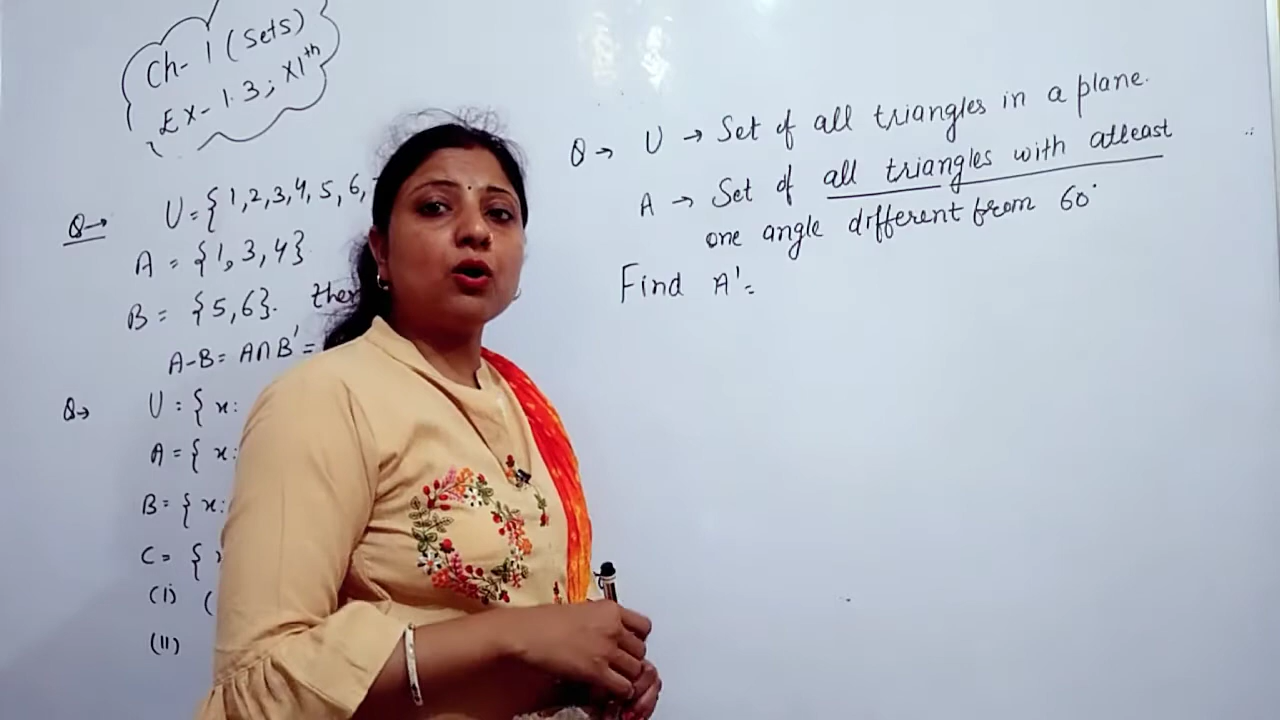 Ch-1 (Sets)
Ex-1.3; XIth
Q→ U={1,2,3,4,5,6,
A = {1,3,4}
B = {5,6}.
A-B = A∩B' =
Q→ U = {x:
A = {x:
B = {x:
C = {
(I) (
(II)
Q→ U → Set of all triangles in a plane.
A → Set of all triangles with atleast
one angle different from 60°
Find A'=